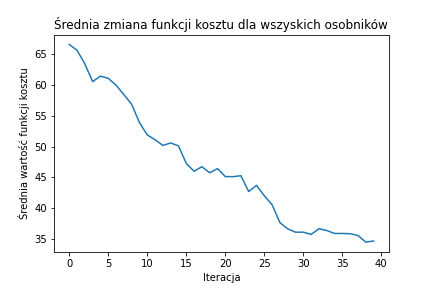 Średnia zmiana funkcji kosztu dla wszyskich osobników
Średnia wartość funkcji kosztu
65
60
55
50
45
40
35
0 5 10 15 20 25 30 35 40
Iteracja